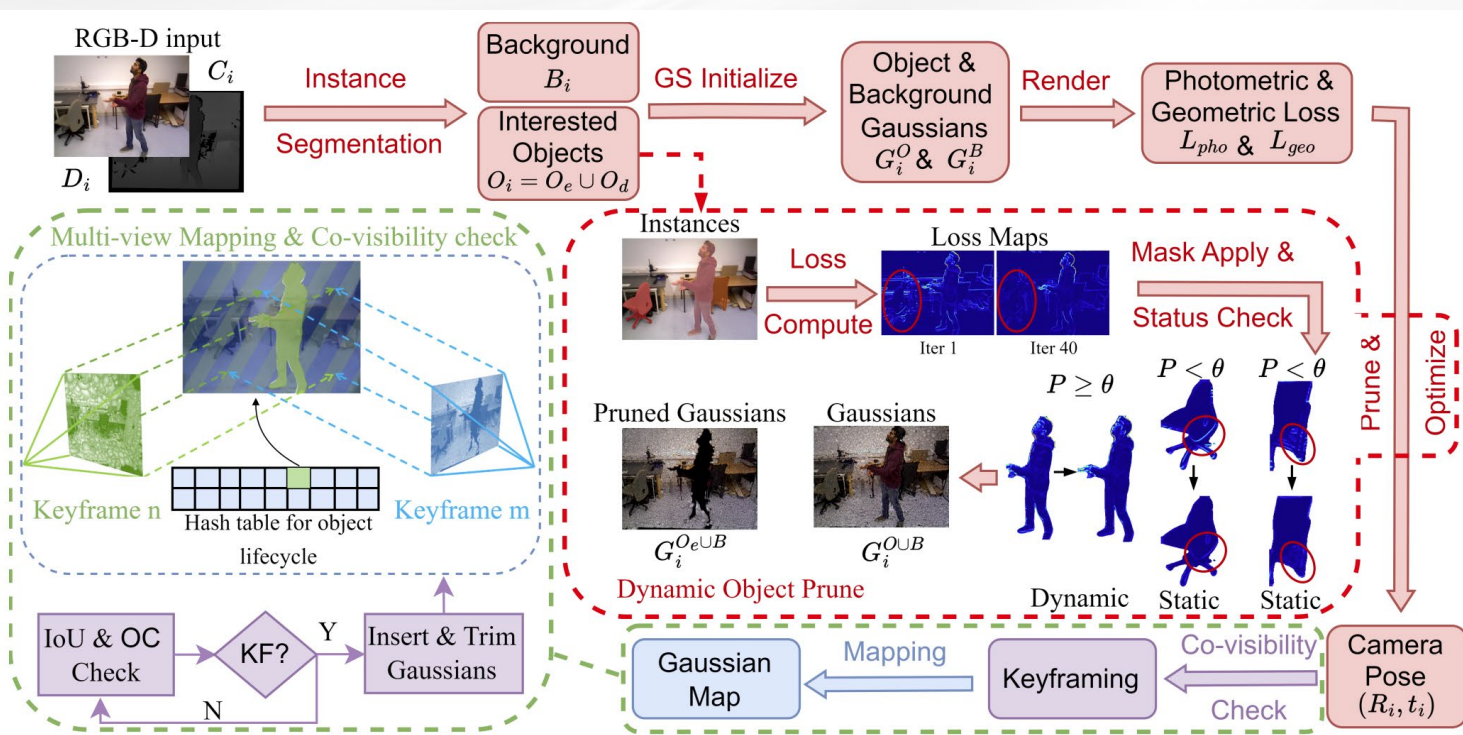 RGB-D input
C_i
D_i
Instance
Segmentation
Background
B_i
Interested
Objects
O_i = O_e ∪ O_d
GS Initialize
Object &
Background
Gaussians
G_i^O & G_i^B
Render
Photometric &
Geometric Loss
L_{pho} & L_{geo}
Multi-view Mapping & Co-visibility check
Keyframe n
Keyframe m
Hash table for object
lifecycle
IoU & OC
Check
KF?
Y
N
Insert & Trim
Gaussians
Instances
Loss
Compute
Loss Maps
Iter 1
Iter 40
Mask Apply &
Status Check
P ≥ θ
P < θ
P < θ
Dynamic
Static
Static
Gaussians
G_i^{O∪B}
Pruned Gaussians
G_i^{O_e∪B}
Dynamic Object Prune
Prune &
Optimize
Camera
Pose
(R_i, t_i)
Co-visibility
Check
Keyframing
Mapping
Gaussian
Map